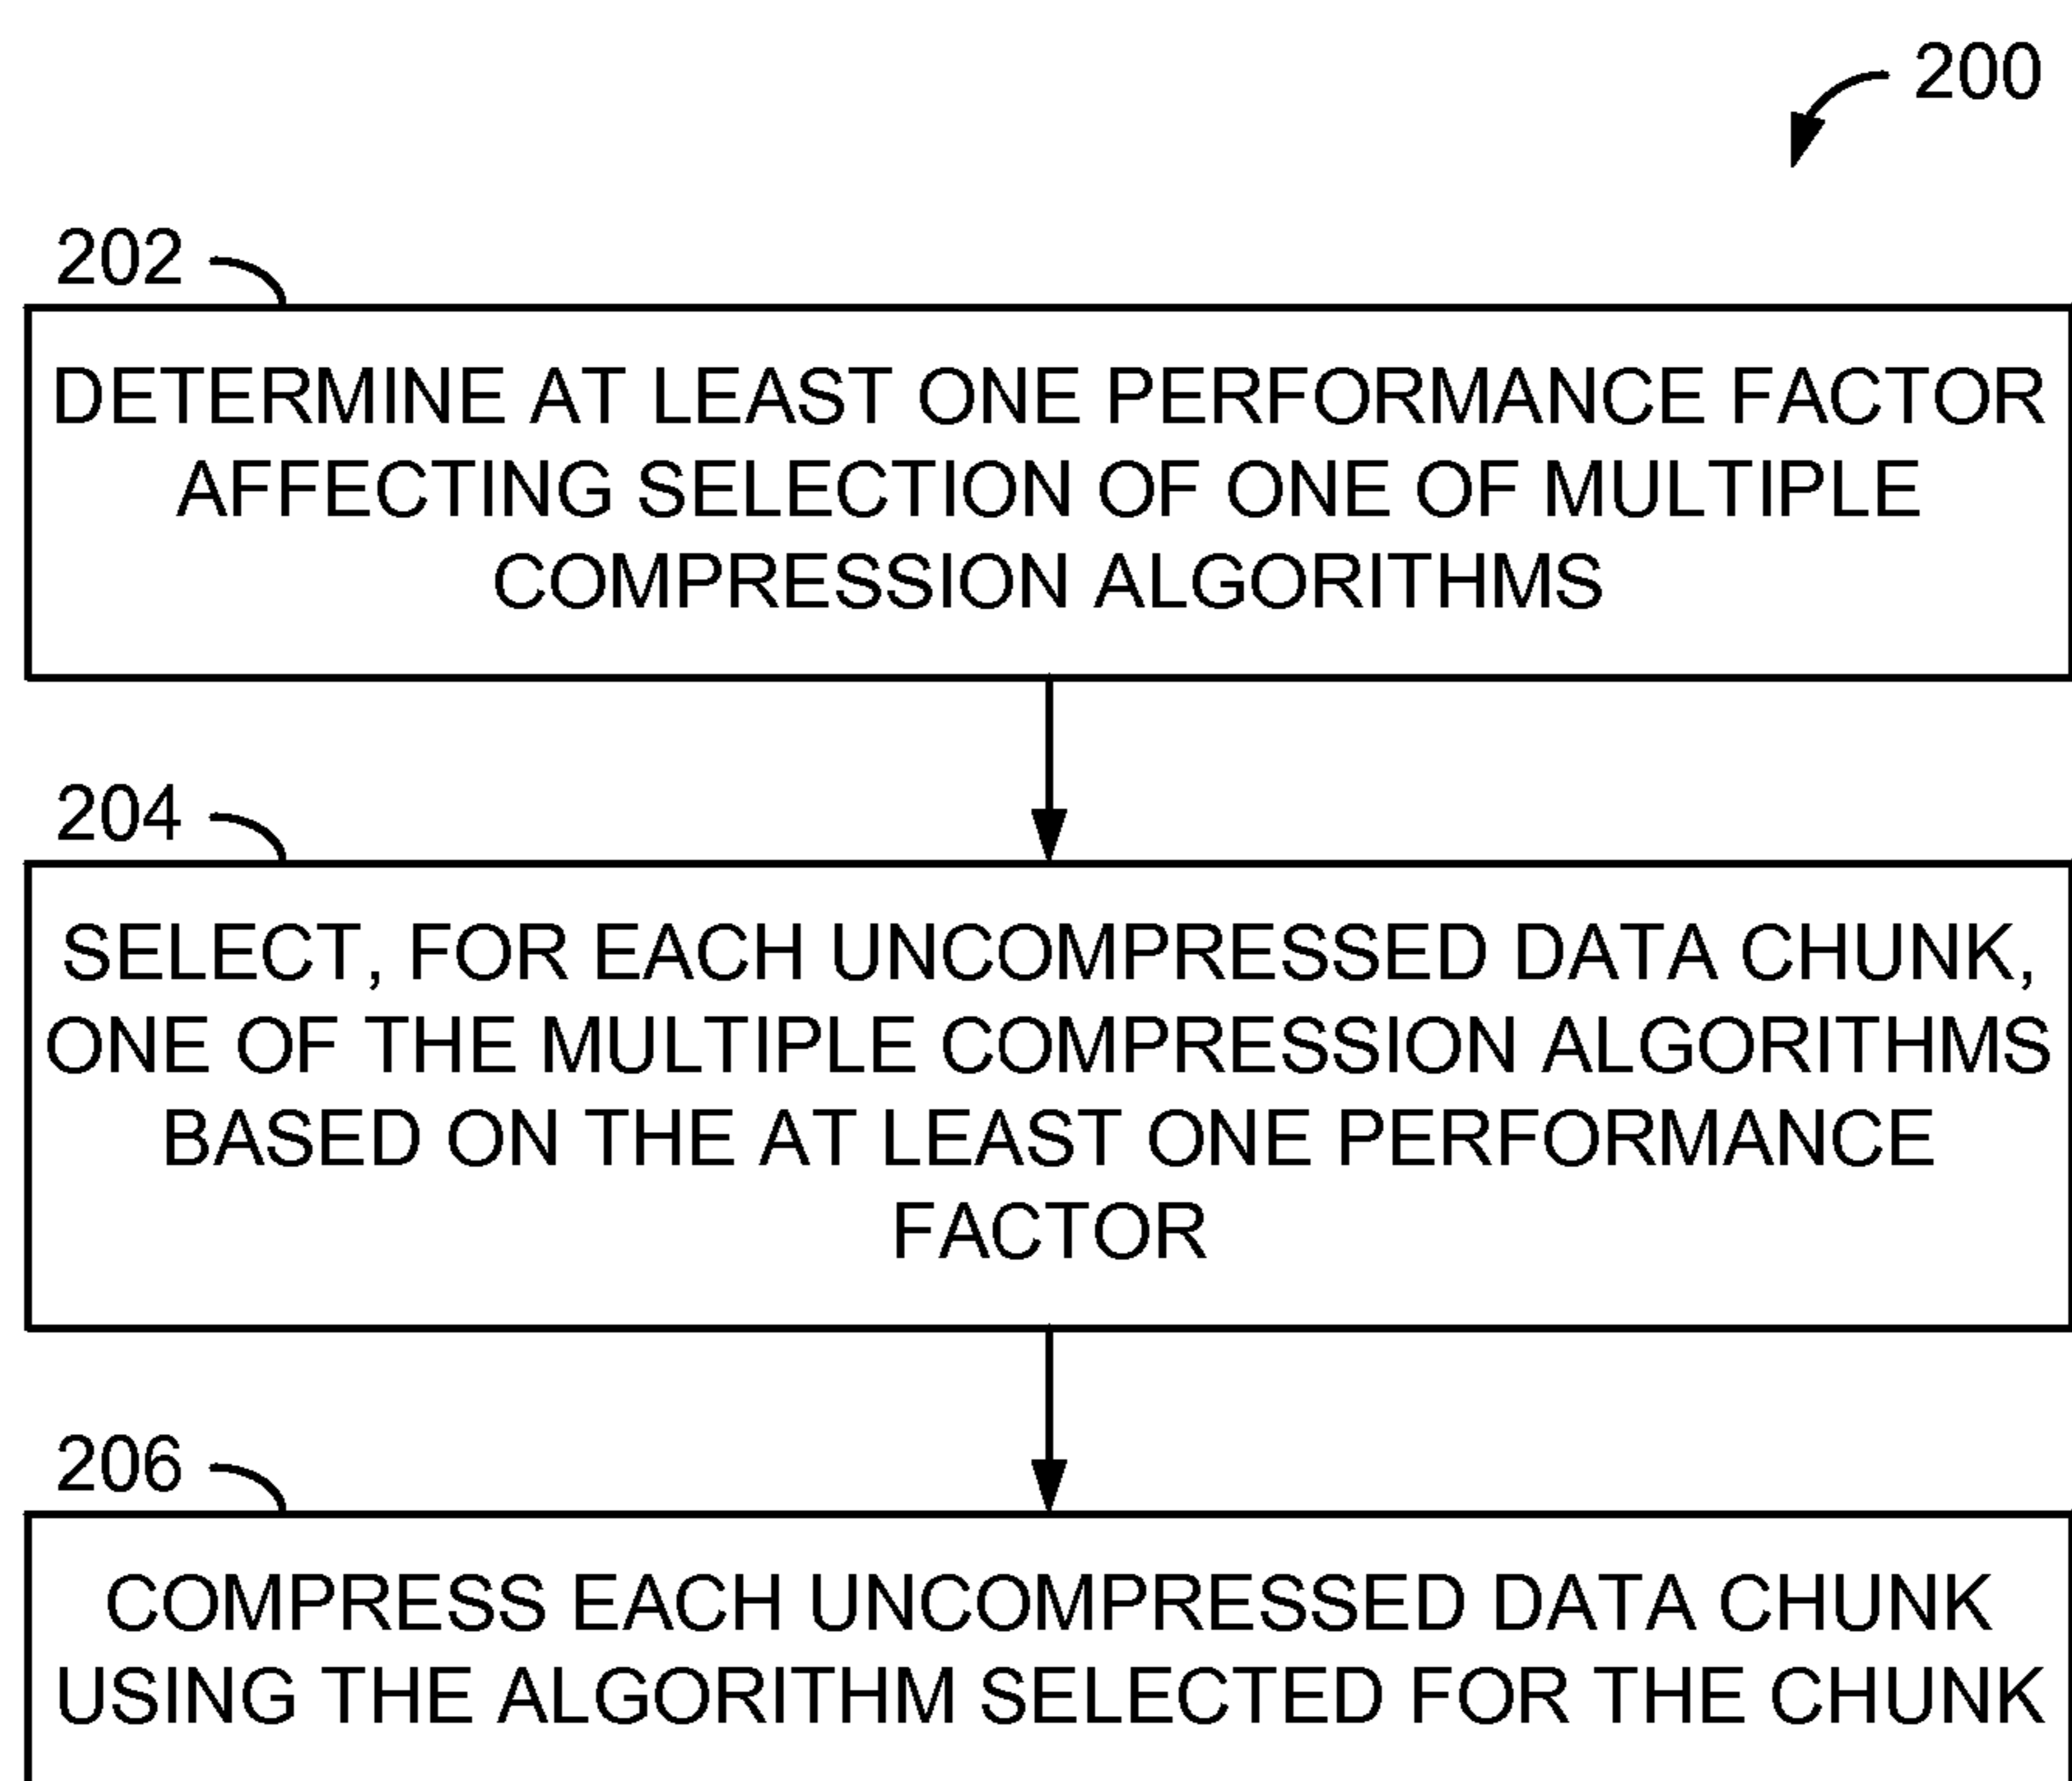 200
202
DETERMINE AT LEAST ONE PERFORMANCE FACTOR
AFFECTING SELECTION OF ONE OF MULTIPLE
COMPRESSION ALGORITHMS
204
SELECT, FOR EACH UNCOMPRESSED DATA CHUNK,
ONE OF THE MULTIPLE COMPRESSION ALGORITHMS
BASED ON THE AT LEAST ONE PERFORMANCE
FACTOR
206
COMPRESS EACH UNCOMPRESSED DATA CHUNK
USING THE ALGORITHM SELECTED FOR THE CHUNK